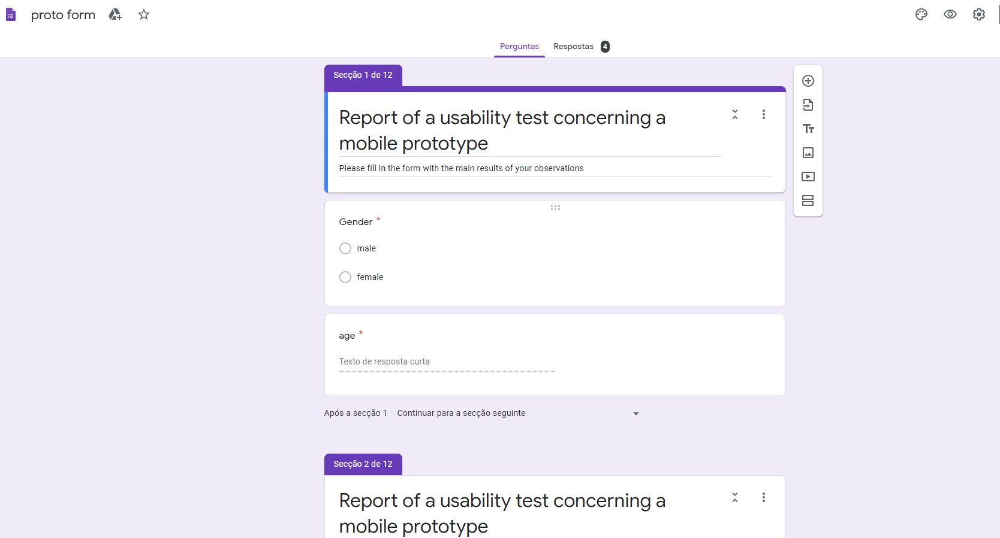 proto form
Perguntas Respostas 4
Secção 1 de 12
Report of a usability test concerning a
mobile prototype
Please fill in the form with the main results of your observations
Gender *
male
female
age *
Texto de resposta curta
Após a secção 1 Continuar para a secção seguinte
Secção 2 de 12
Report of a usability test concerning a
mobile prototype